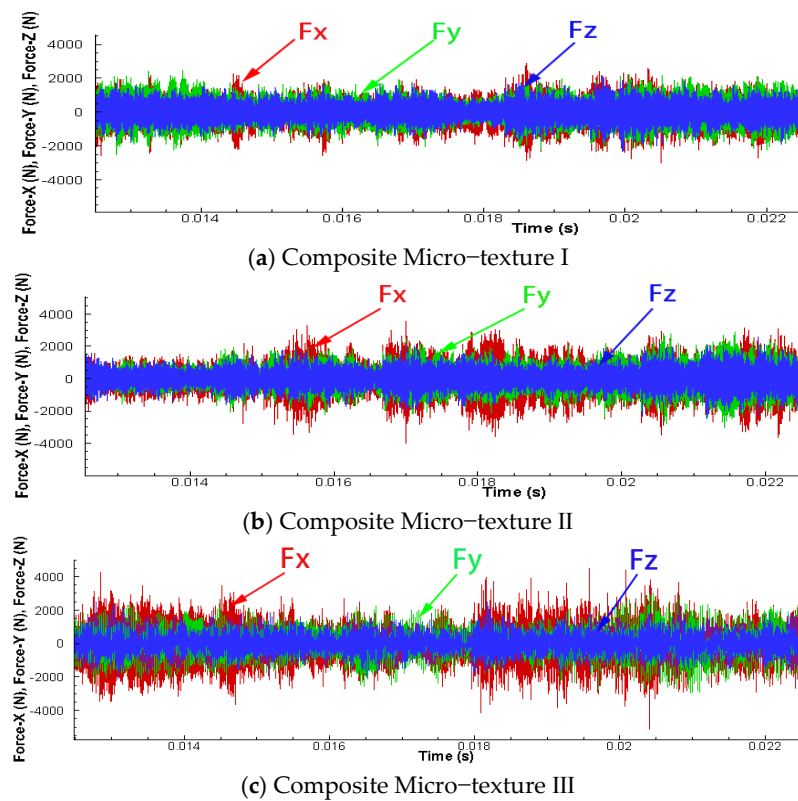 Force-X (N), Force-Y (N), Force-Z (N)
4000
2000
0
-2000
-4000
Fx
Fy
Fz
0.014
0.016
0.018
0.02
0.022
Time (s)
(a) Composite Micro−texture I
Force-X (N), Force-Y (N), Force-Z (N)
4000
2000
0
-2000
-4000
Fx
Fy
Fz
0.014
0.016
0.018
0.02
0.022
Time (s)
(b) Composite Micro−texture II
Force-X (N), Force-Y (N), Force-Z (N)
4000
2000
0
-2000
-4000
Fx
Fy
Fz
0.014
0.016
0.018
0.02
0.022
Time (s)
(c) Composite Micro−texture III